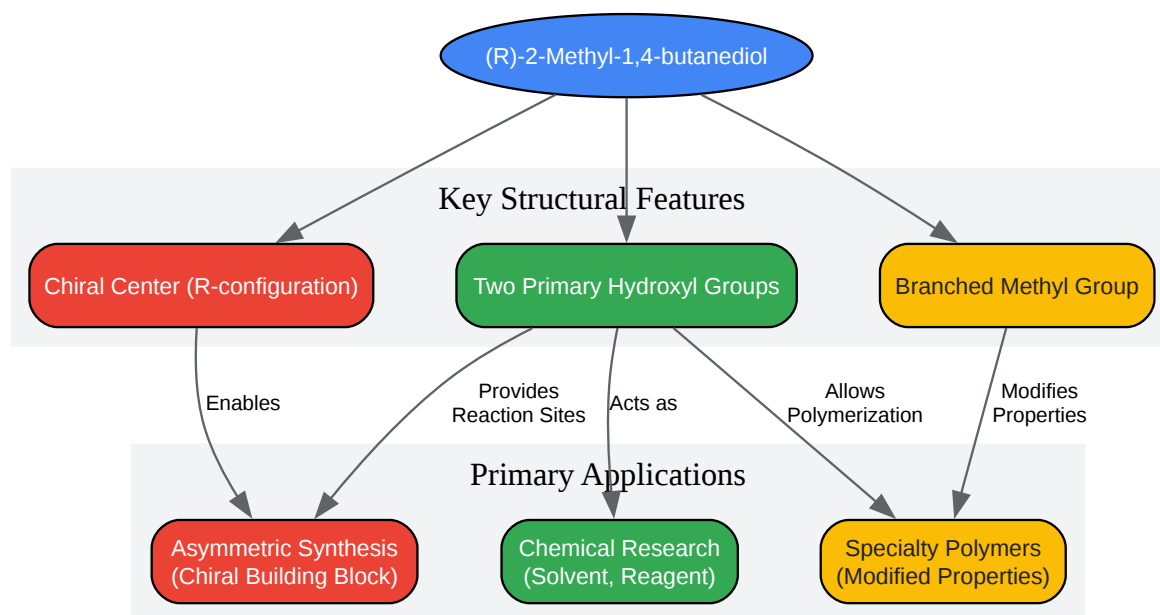 (R)-2-Methyl-1,4-butanediol
Key Structural Features
Chiral Center (R-configuration)
Two Primary Hydroxyl Groups
Branched Methyl Group
Enables
Provides
Reaction Sites
Acts as
Allows
Polymerization
Modifies
Properties
Primary Applications
Asymmetric Synthesis
(Chiral Building Block)
Chemical Research
(Solvent, Reagent)
Specialty Polymers
(Modified Properties)